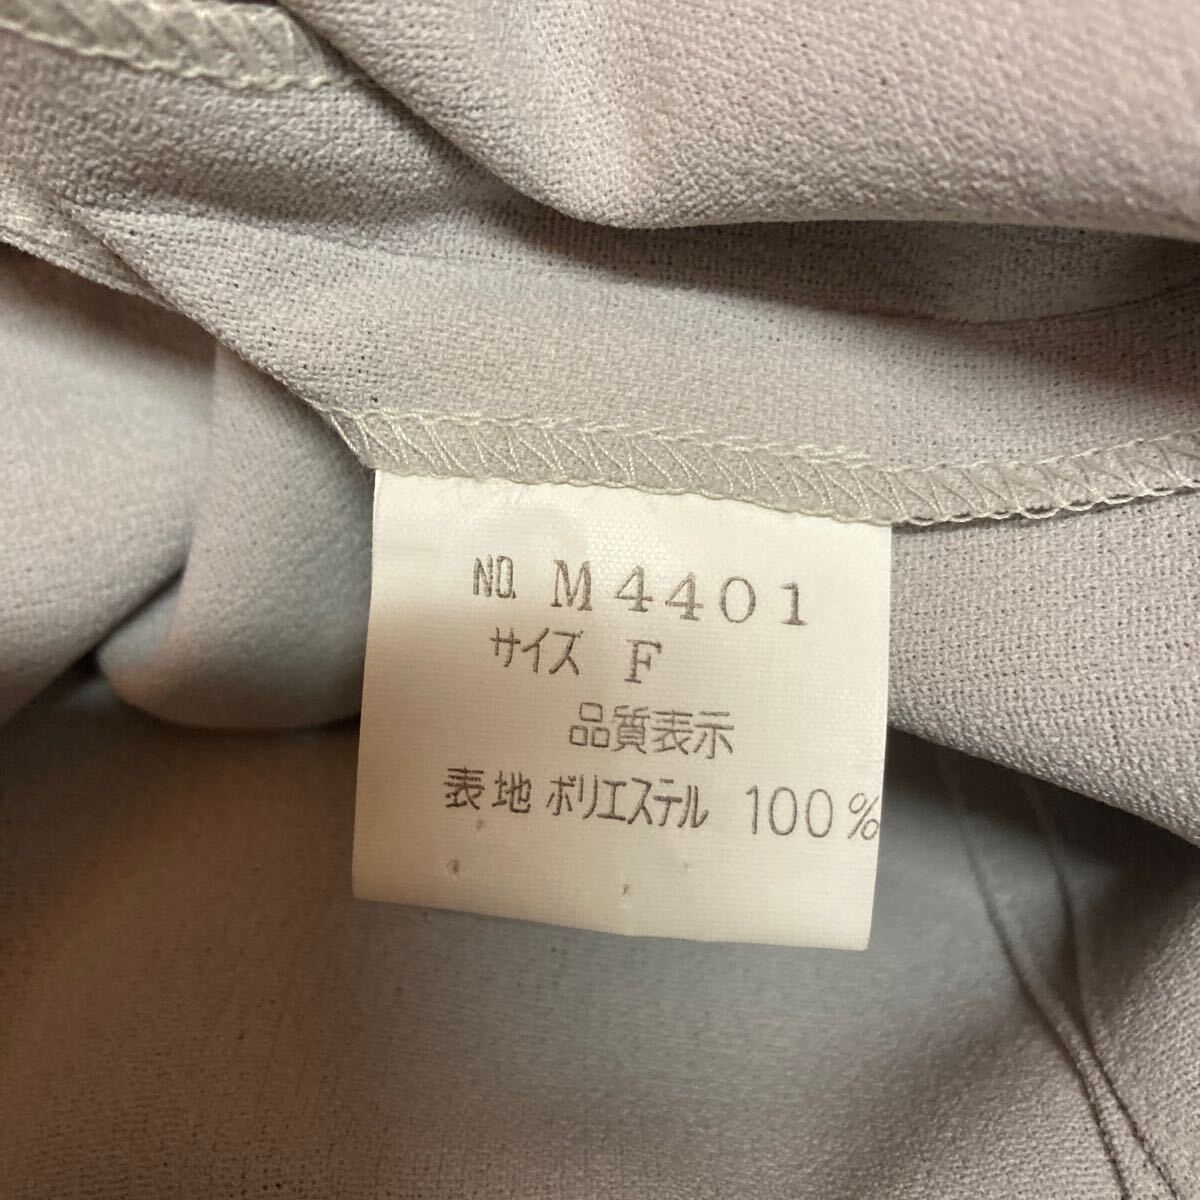 NO. M4401
サイズ F
品質表示
表地 ポリエステル 100%